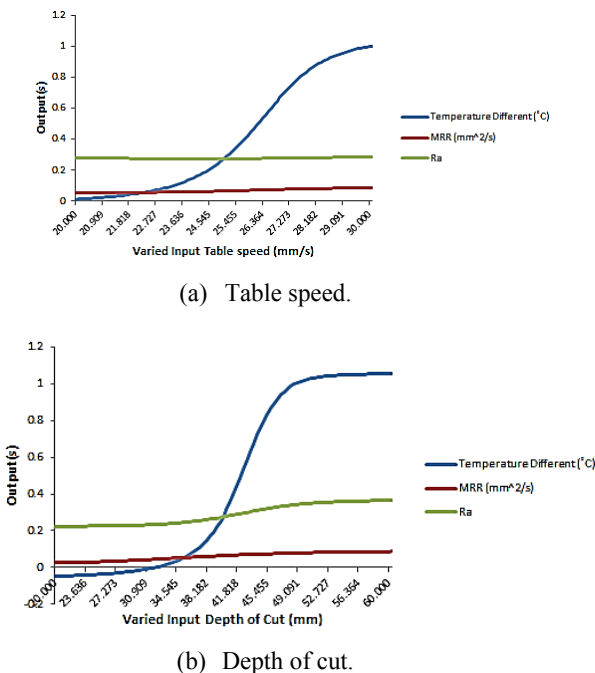 1.2
1
0.8
0.6
0.4
0.2
0
Output(s)
20.000 20.909 21.818 22.727 23.636 24.545 25.455 26.364 27.273 28.182 29.091 30.000
Varied Input Table speed (mm/s)
Temperature Different (°C)
MRR (mm^2/s)
Ra
(a) Table speed.
1.2
1
0.8
0.6
0.4
0.2
0
-0.2
Output(s)
20.000 23.636 27.273 30.909 34.545 38.182 41.818 45.455 49.091 52.727 56.364 60.000
Varied Input Depth of Cut (mm)
Temperature Different (°C)
MRR (mm^2/s)
Ra
(b) Depth of cut.